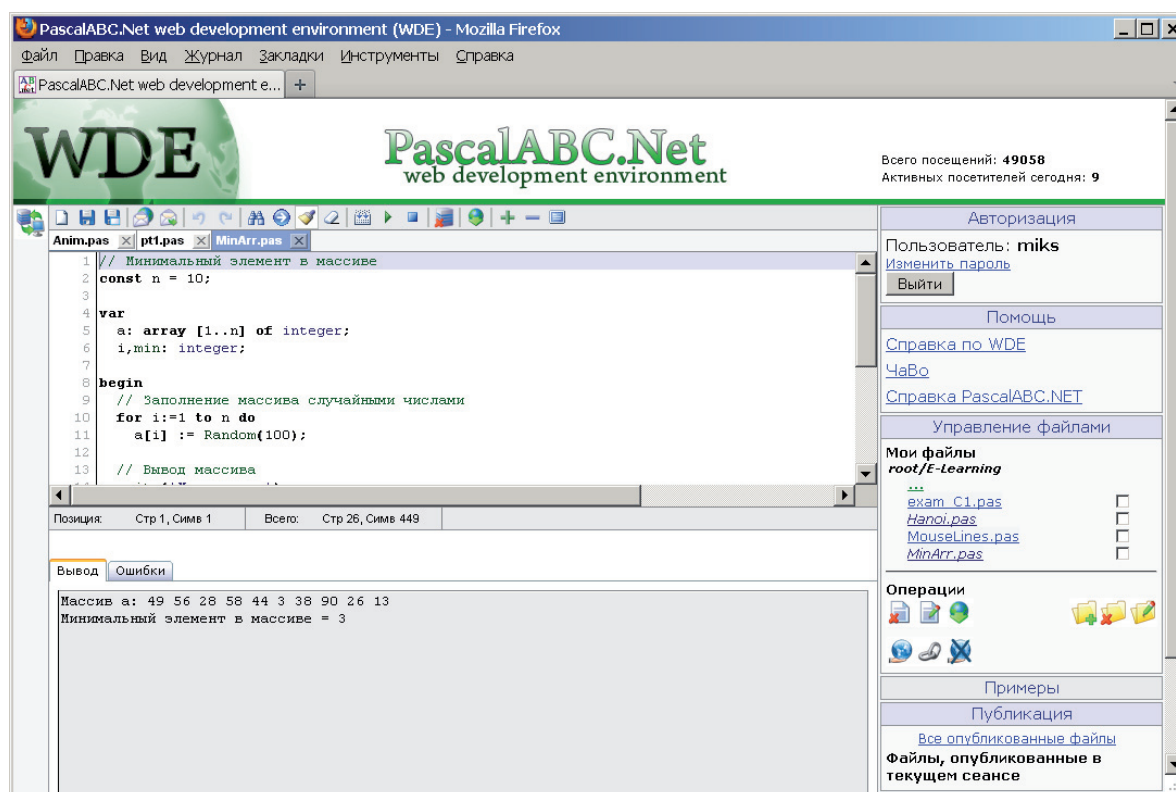 PascalABC.Net web development environment (WDE) - Mozilla Firefox
Файл Правка Вид Журнал Закладки Инструменты Справка
PascalABC.Net web development e... +
WDE
PascalABC.Net
web development environment
Всего посещений: 49058
Активных посетителей сегодня: 9
Anim.pas pt1.pas MinArr.pas
1 // Минимальный элемент в массиве
2 const n = 10;
3
4 var
5 a: array [1..n] of integer;
6 i,min: integer;
7
8 begin
9 // Заполнение массива случайными числами
10 for i:=1 to n do
11 a[i] := Random(100);
12
13 // Вывод массива
Позиция: Стр 1, Симв 1 Всего: Стр 26, Симв 449
Вывод Ошибки
Массив a: 49 56 28 58 44 3 38 90 26 13
Минимальный элемент в массиве = 3
Авторизация
Пользователь: miks
Изменить пароль
Выйти
Помощь
Справка по WDE
ЧаВо
Справка PascalABC.NET
Управление файлами
Мои файлы
root/E-Learning
...
exam_C1.pas
Hanoi.pas
MouseLines.pas
MinArr.pas
Операции
Примеры
Публикация
Все опубликованные файлы
Файлы, опубликованные в
текущем сеансе